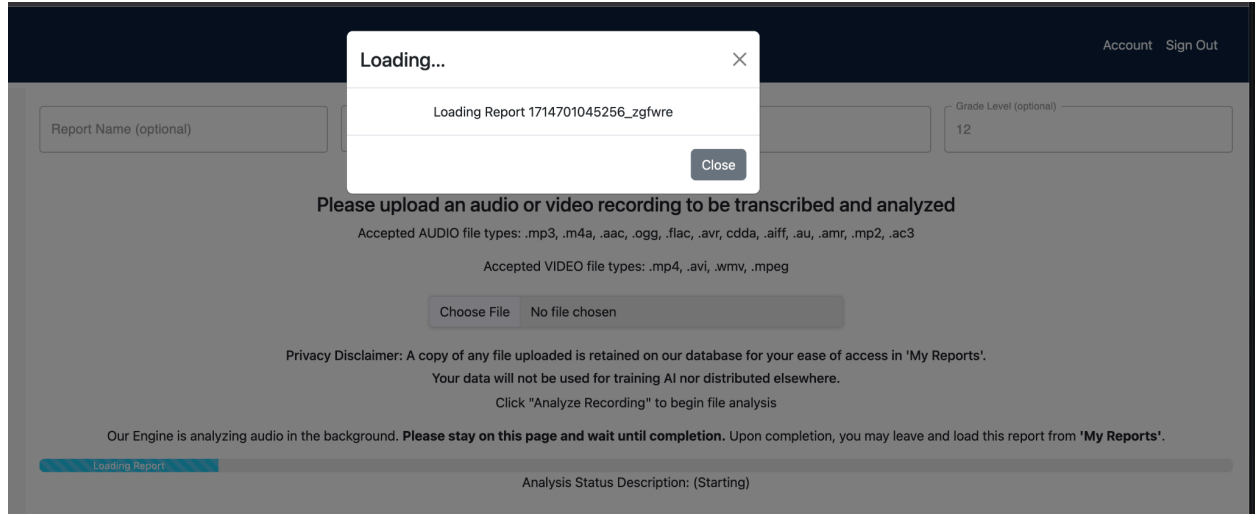 Account Sign Out
Loading...
Loading Report 1714701045256_zgfwre
Close
Report Name (optional)
Grade Level (optional)
12
Please upload an audio or video recording to be transcribed and analyzed
Accepted AUDIO file types: .mp3, .m4a, .aac, .ogg, .flac, .avr, cdda, .aiff, .au, .amr, .mp2, .ac3
Accepted VIDEO file types: .mp4, .avi, .wmv, .mpeg
Choose File No file chosen
Privacy Disclaimer: A copy of any file uploaded is retained on our database for your ease of access in 'My Reports'.
Your data will not be used for training AI nor distributed elsewhere.
Click "Analyze Recording" to begin file analysis
Our Engine is analyzing audio in the background. Please stay on this page and wait until completion. Upon completion, you may leave and load this report from 'My Reports'.
Loading Report
Analysis Status Description: (Starting)